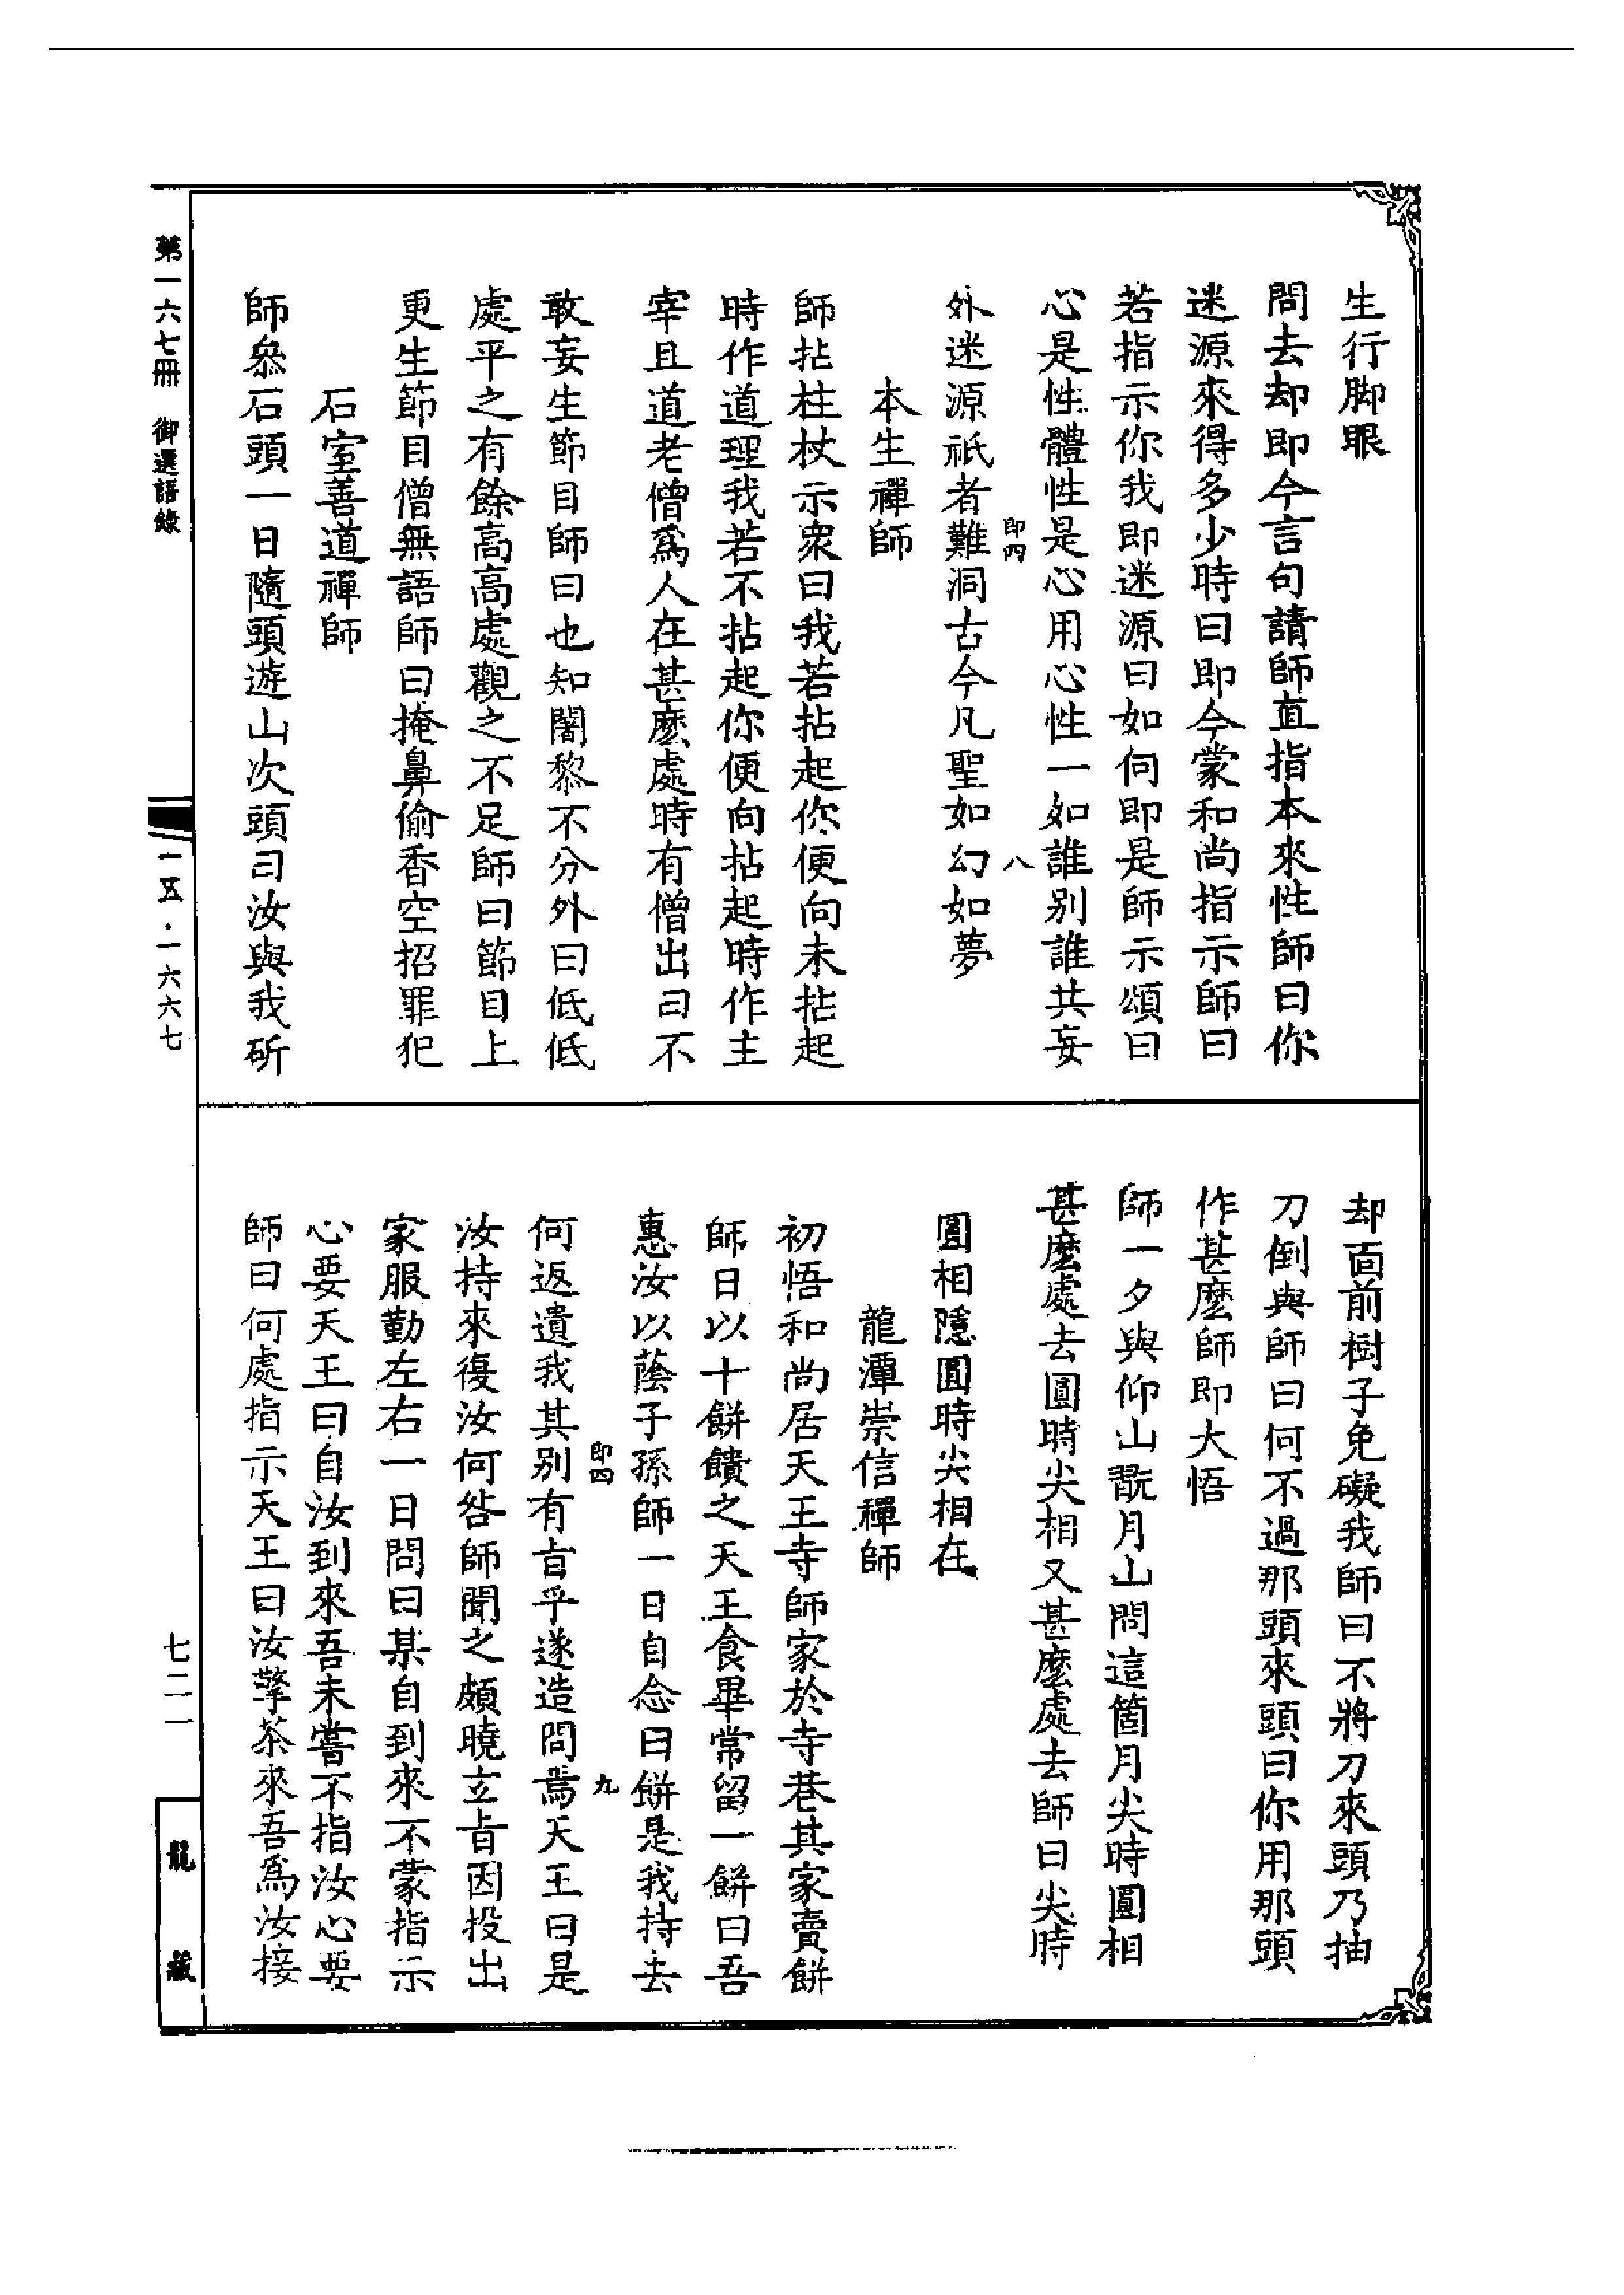 生行脚眼
問去却即今言句請師直指本來性師曰你
迷源來得多少時曰即今蒙和尚指示師曰
若指示你我即迷源曰如何即是師示頌曰
心是性體性是心用心性一如誰別誰共妄
即四 八
外迷源祇者難洞古今凡聖如幻如夢
本生禪師
師拈柱杖示衆曰我若拈起你便向未拈起
時作道理我若不拈起你便向拈起時作主
宰且道老僧爲人在甚麽處時有僧出曰不
敢妄生節目師曰也知闍黎不分外曰低低
處平之有餘高高處觀之不足師曰節目上
更生節目僧無語師曰掩鼻偷香空招罪犯
石室善道禪師
師叅石頭一日隨頭遊山次頭曰汝與我斫
却面前樹子免礙我師曰不將刀來頭乃抽
刀倒與師師曰何不過那頭來頭曰你用那頭
作甚麽師即大悟
師一夕與仰山翫月山問這箇月尖時圓相
甚麽處去圓時尖相又甚麽處去師曰尖時
圓相隱圓時尖相在
龍潭崇信禪師
初悟和尚居天王寺師家於寺巷其家賣餅
師日以十餅饋之天王食畢常留一餅曰吾
惠汝以蔭子孫師一日自念曰餅是我持去
即四 九
何返遺我其別有旨乎遂造問焉天王曰是
汝持來復汝何咎師聞之頗曉玄旨因投出
家服勤左右一日問曰某自到來不蒙指示
心要天王曰自汝到來吾未嘗不指汝心要
師曰何處指示天王曰汝擎茶來吾爲汝接
第一六七冊 御選語錄
一五・一六六七
七二一
龍藏